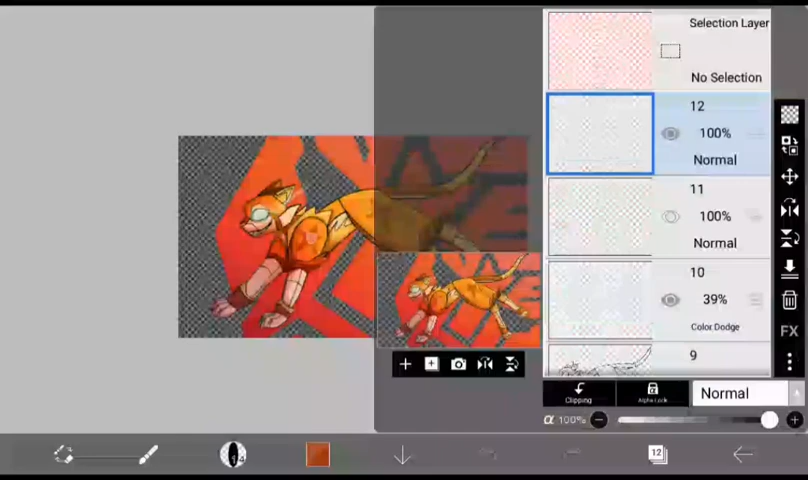 Selection Layer
No Selection
12
100%
Normal
11
100%
Normal
10
39%
Color Dodge
9
Clipping
Alpha Lock
Normal
α 100%
FX
12